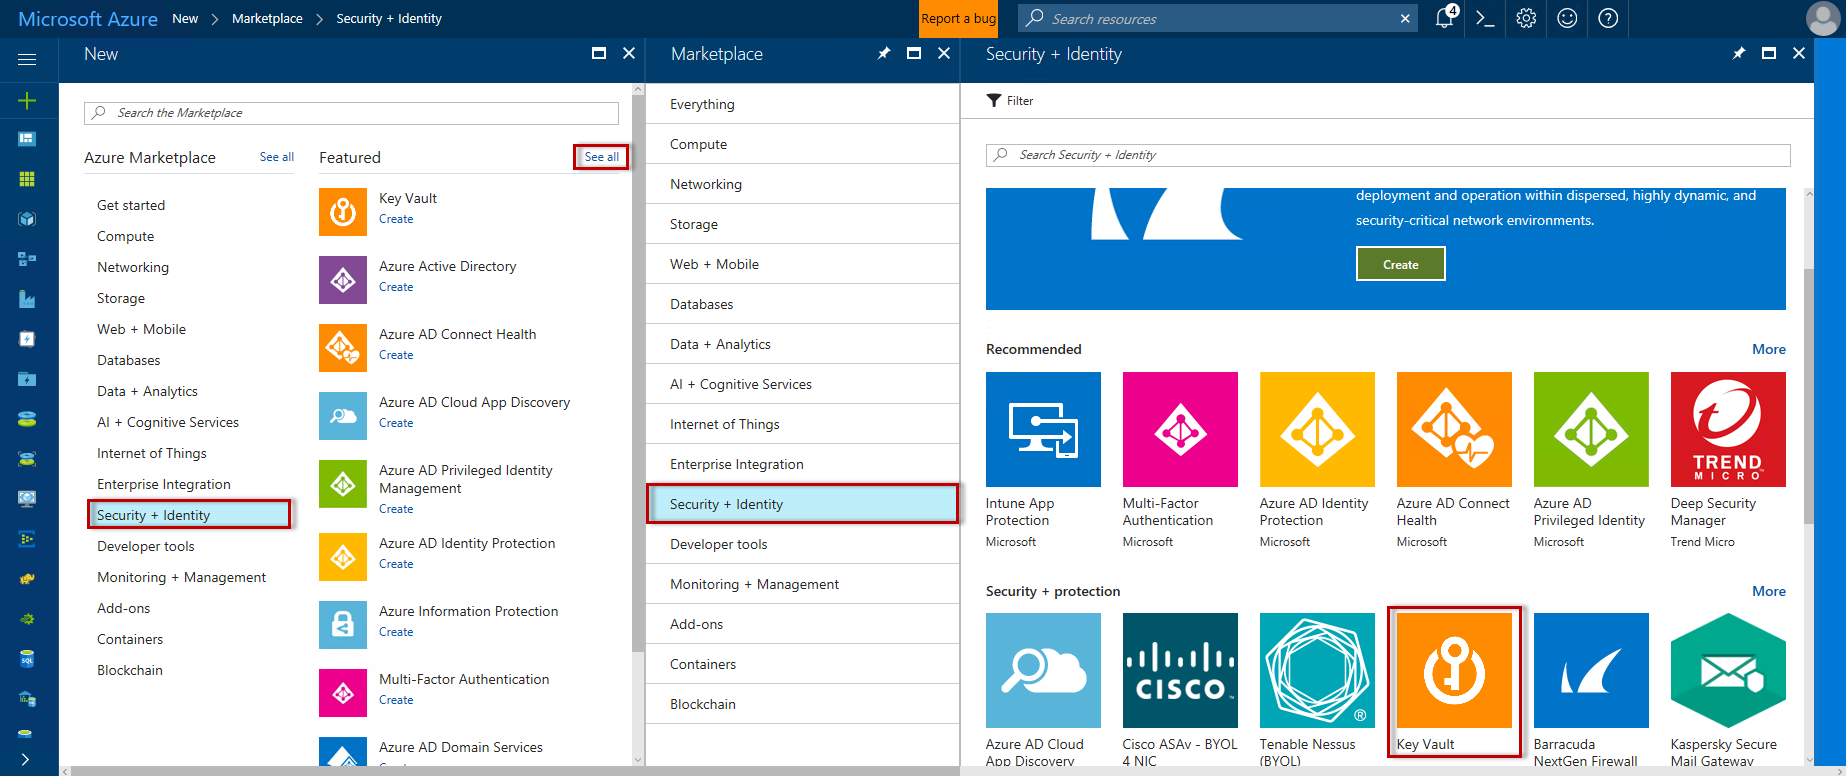 Microsoft Azure New Marketplace Security + Identity
Report a bug
Search resources
4
New
Search the Marketplace
Azure Marketplace See all
Get started
Compute
Networking
Storage
Web + Mobile
Databases
Data + Analytics
AI + Cognitive Services
Internet of Things
Enterprise Integration
Security + Identity
Developer tools
Monitoring + Management
Add-ons
Containers
Blockchain
Featured See all
Key Vault
Create
Azure Active Directory
Create
Azure AD Connect Health
Create
Azure AD Cloud App Discovery
Create
Azure AD Privileged Identity
Management
Create
Azure AD Identity Protection
Create
Azure Information Protection
Create
Multi-Factor Authentication
Create
Azure AD Domain Services
Create
SQL
Marketplace
Everything
Compute
Networking
Storage
Web + Mobile
Databases
Data + Analytics
AI + Cognitive Services
Internet of Things
Enterprise Integration
Security + Identity
Developer tools
Monitoring + Management
Add-ons
Containers
Blockchain
Security + Identity
Filter
Search Security + Identity
deployment and operation within dispersed, highly dynamic, and
security-critical network environments.
Create
Recommended More
Intune App
Protection
Microsoft
Multi-Factor
Authentication
Microsoft
Azure AD Identity
Protection
Microsoft
Azure AD Connect
Health
Microsoft
Azure AD
Privileged Identity
Microsoft
TREND
MICRO
Deep Security
Manager
Trend Micro
Security + protection More
Azure AD Cloud
App Discovery
CISCO
Cisco ASAv - BYOL
4 NIC
®
Tenable Nessus
(BYOL)
Key Vault
Barracuda
NextGen Firewall
Kaspersky Secure
Mail Gateway